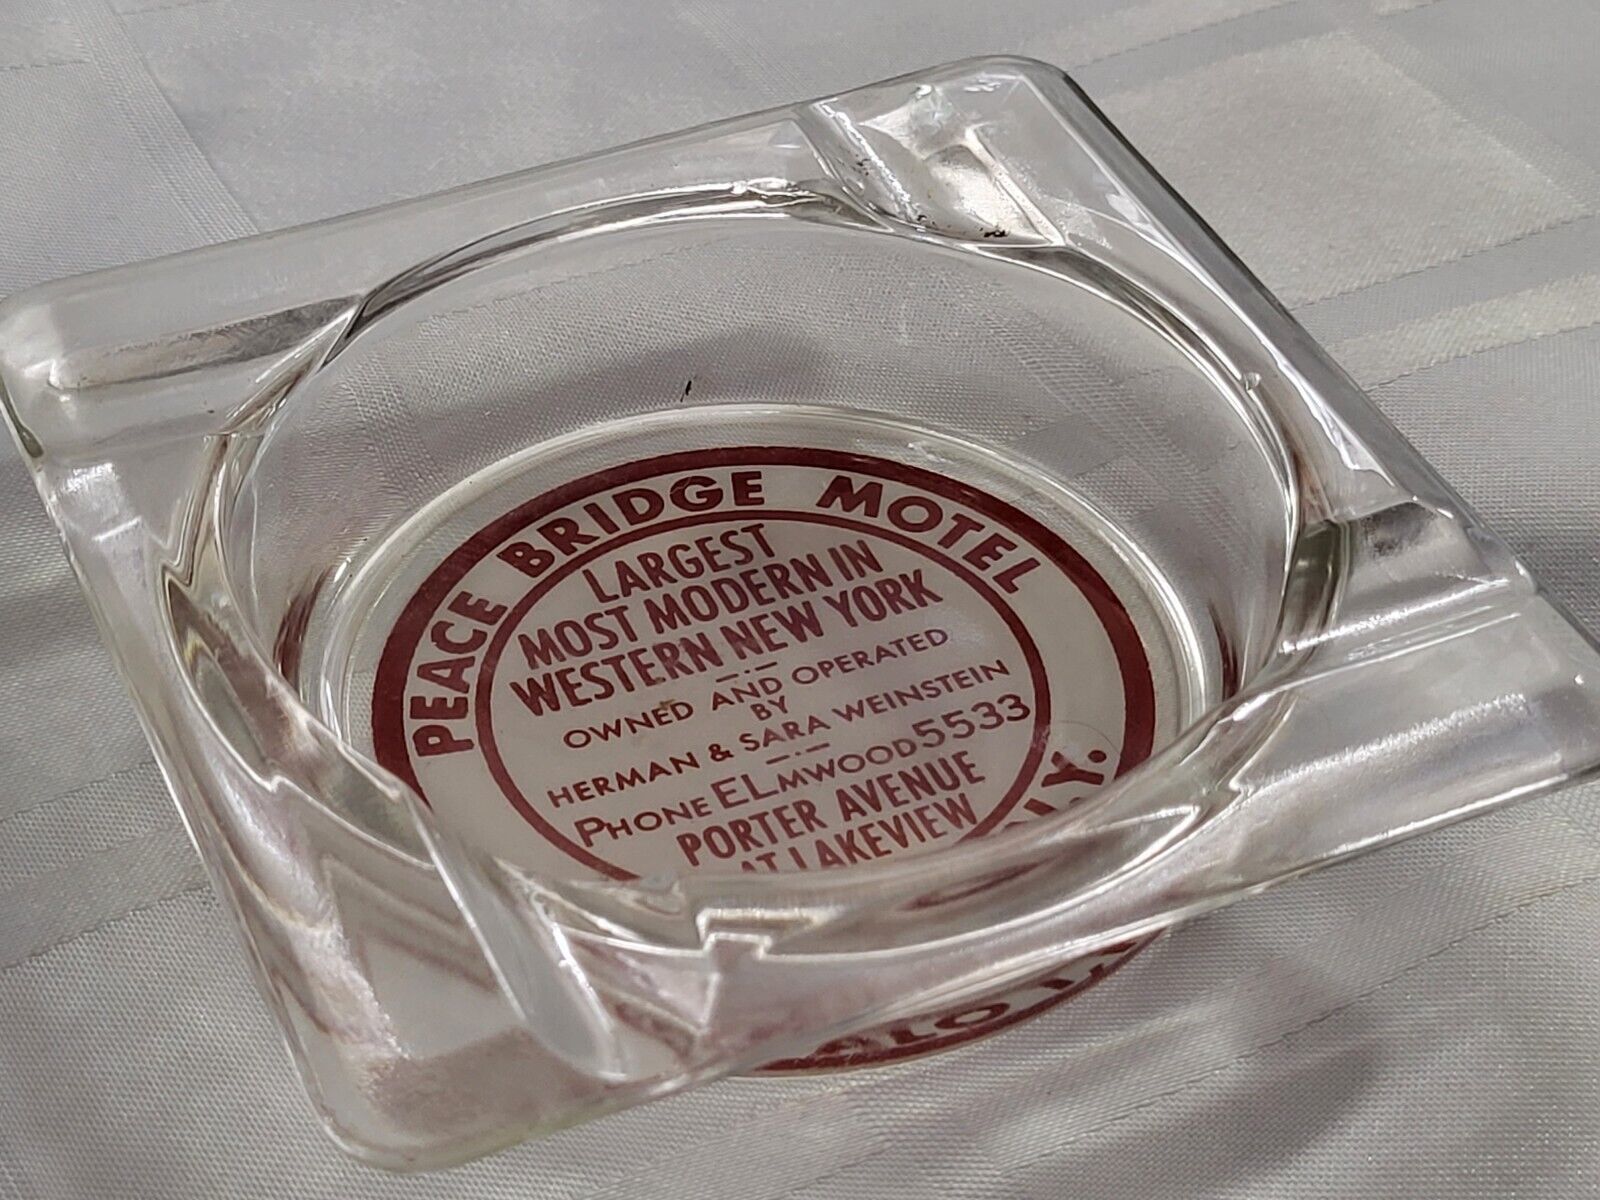 PEACE BRIDGE MOTEL
LARGEST
MOST MODERN IN
WESTERN NEW YORK
OWNED AND OPERATED
BY
HERMAN & SARA WEINSTEIN
PHONE ELMWOOD 5533
PORTER AVENUE
AT LAKEVIEW
N.Y.